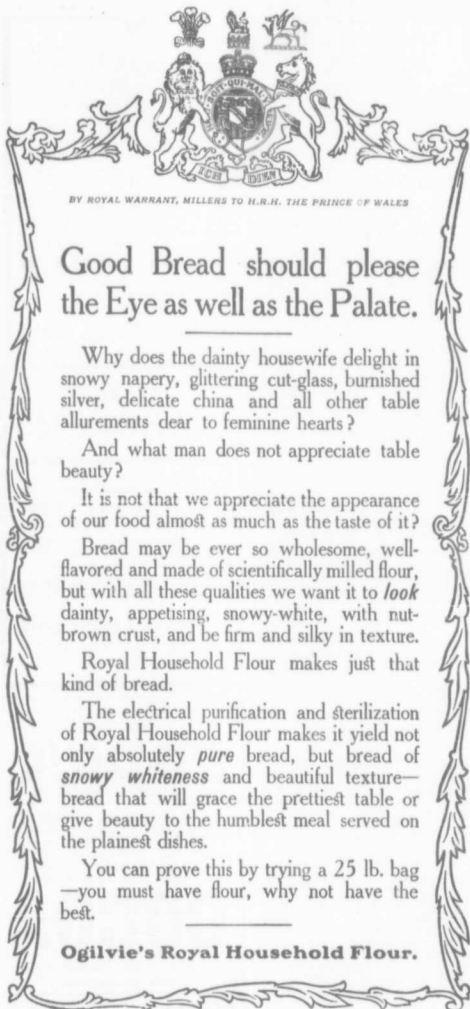 HONI·SOIT·QUI·MAL·Y·PENSE
ICH DIEN
BY ROYAL WARRANT, MILLERS TO H.R.H. THE PRINCE OF WALES
Good Bread should please
the Eye as well as the Palate.
Why does the dainty housewife delight in
snowy napery, glittering cut-glass, burnished
silver, delicate china and all other table
allurements dear to feminine hearts?
And what man does not appreciate table
beauty?
It is not that we appreciate the appearance
of our food almost as much as the taste of it?
Bread may be ever so wholesome, well-
flavored and made of scientifically milled flour,
but with all these qualities we want it to look
dainty, appetising, snowy-white, with nut-
brown crust, and be firm and silky in texture.
Royal Household Flour makes just that
kind of bread.
The electrical purification and sterilization
of Royal Household Flour makes it yield not
only absolutely pure bread, but bread of
snowy whiteness and beautiful texture—
bread that will grace the prettiest table or
give beauty to the humblest meal served on
the plainest dishes.
You can prove this by trying a 25 lb. bag
—you must have flour, why not have the
best.
Ogilvie's Royal Household Flour.